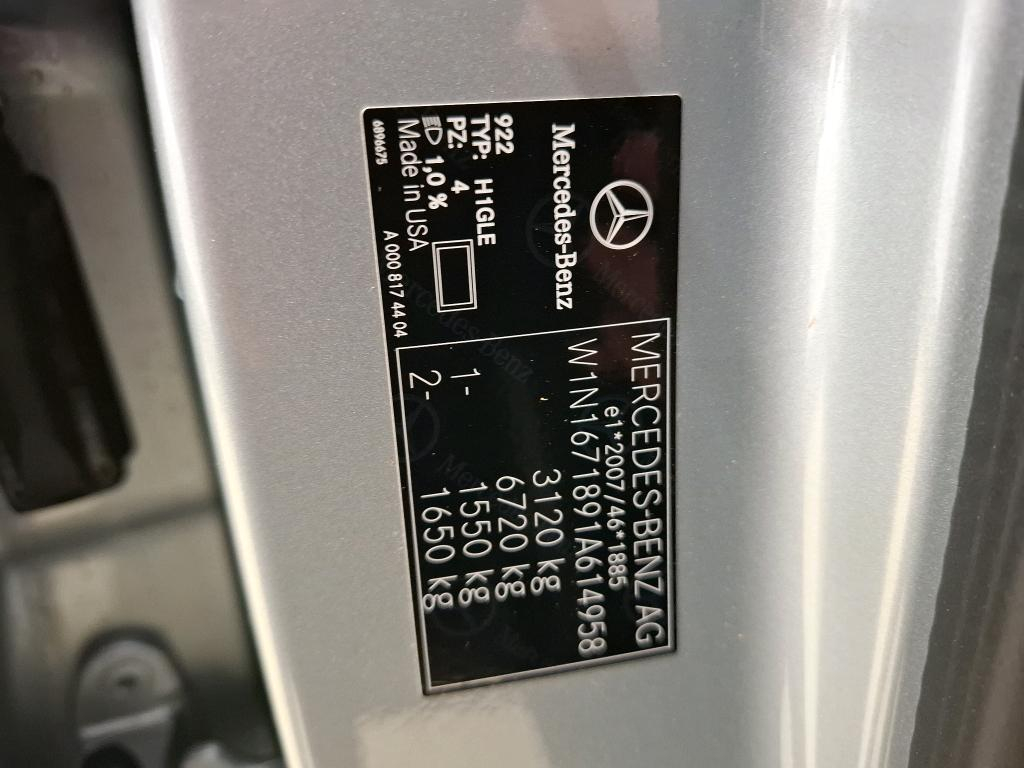 Mercedes-Benz
922
TYP: H1GLE
PZ: 4
1,0 %
Made in USA
6896675
A 000 817 44 04
MERCEDES-BENZ AG
e1*2007/46*1885
W1N1671891A614958
3120 kg
6720 kg
1- 1550 kg
2- 1650 kg